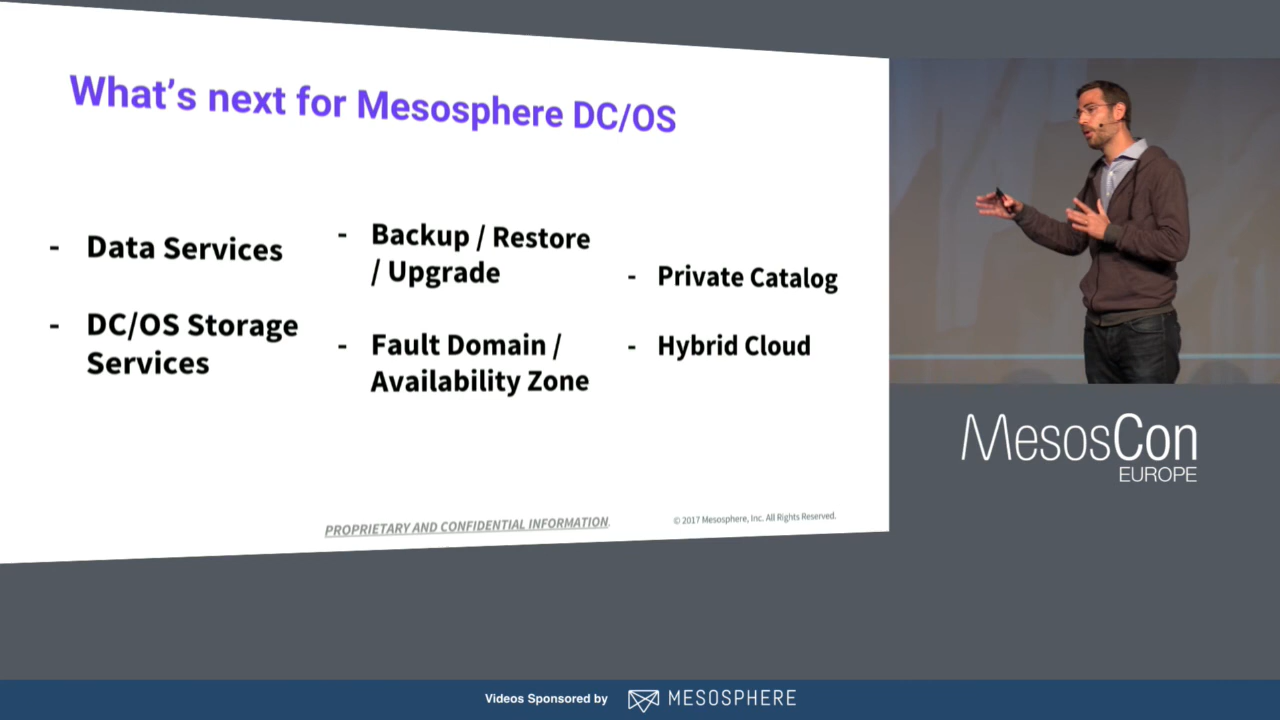 What's next for Mesosphere DC/OS
- Data Services
- DC/OS Storage
Services
- Backup / Restore
/ Upgrade
- Fault Domain /
Availability Zone
- Private Catalog
- Hybrid Cloud
PROPRIETARY AND CONFIDENTIAL INFORMATION.
© 2017 Mesosphere, Inc. All Rights Reserved.
MesosCon
EUROPE
Videos Sponsored by MESOSPHERE